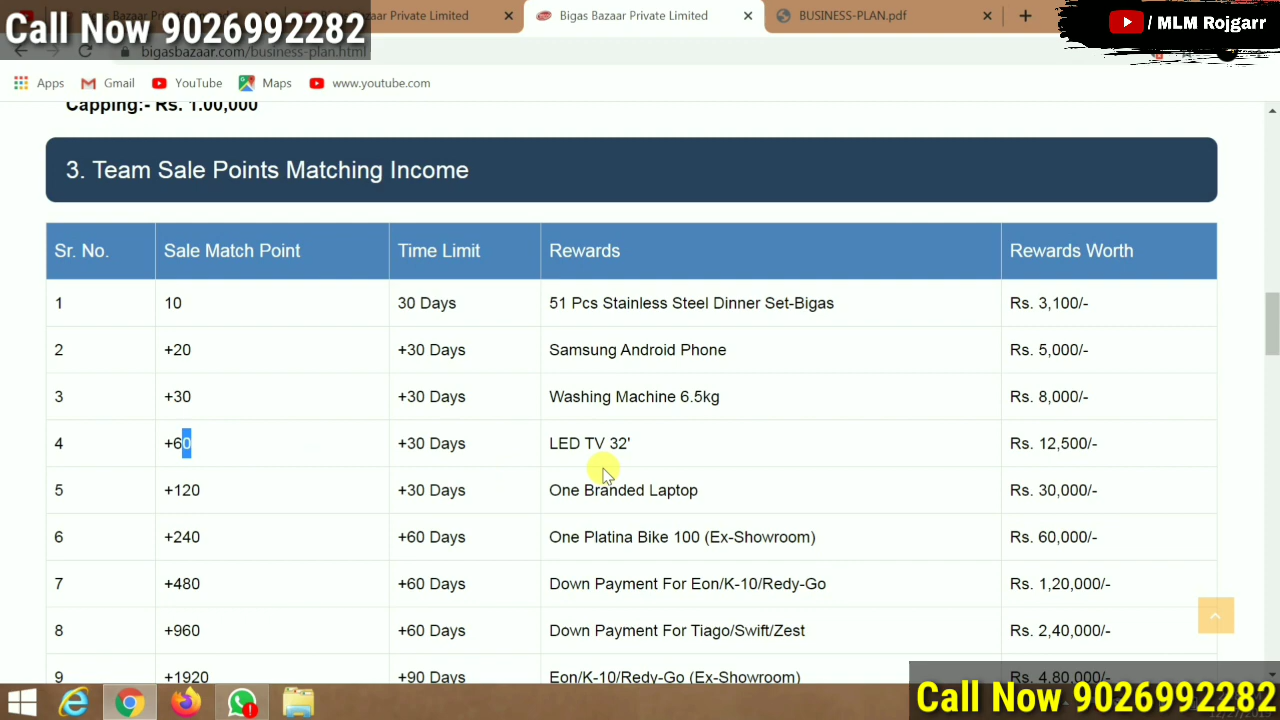 Call Now 9026992282
Bazaar Private Limited
Bigas Bazaar Private Limited
BUSINESS-PLAN.pdf
/ MLM Rojgarr
bigasbazaar.com/business-plan.html
Apps Gmail YouTube Maps www.youtube.com
Capping:- Rs. 1.00,000
3. Team Sale Points Matching Income
Sr. No. Sale Match Point Time Limit Rewards Rewards Worth
1 10 30 Days 51 Pcs Stainless Steel Dinner Set-Bigas Rs. 3,100/-
2 +20 +30 Days Samsung Android Phone Rs. 5,000/-
3 +30 +30 Days Washing Machine 6.5kg Rs. 8,000/-
4 +60 +30 Days LED TV 32' Rs. 12,500/-
5 +120 +30 Days One Branded Laptop Rs. 30,000/-
6 +240 +60 Days One Platina Bike 100 (Ex-Showroom) Rs. 60,000/-
7 +480 +60 Days Down Payment For Eon/K-10/Redy-Go Rs. 1,20,000/-
8 +960 +60 Days Down Payment For Tiago/Swift/Zest Rs. 2,40,000/-
9 +1920 +90 Days Eon/K-10/Redy-Go (Ex-Showroom) Rs. 4,80,000/-
Call Now 9026992282